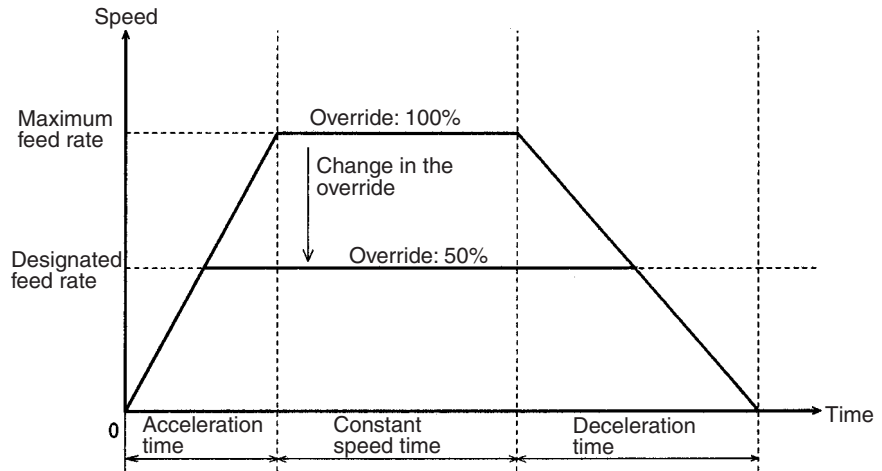 Speed
Maximum
feed rate
Override: 100%
Change in the
override
Designated
feed rate
Override: 50%
0
Time
Acceleration
time
Constant
speed time
Deceleration
time